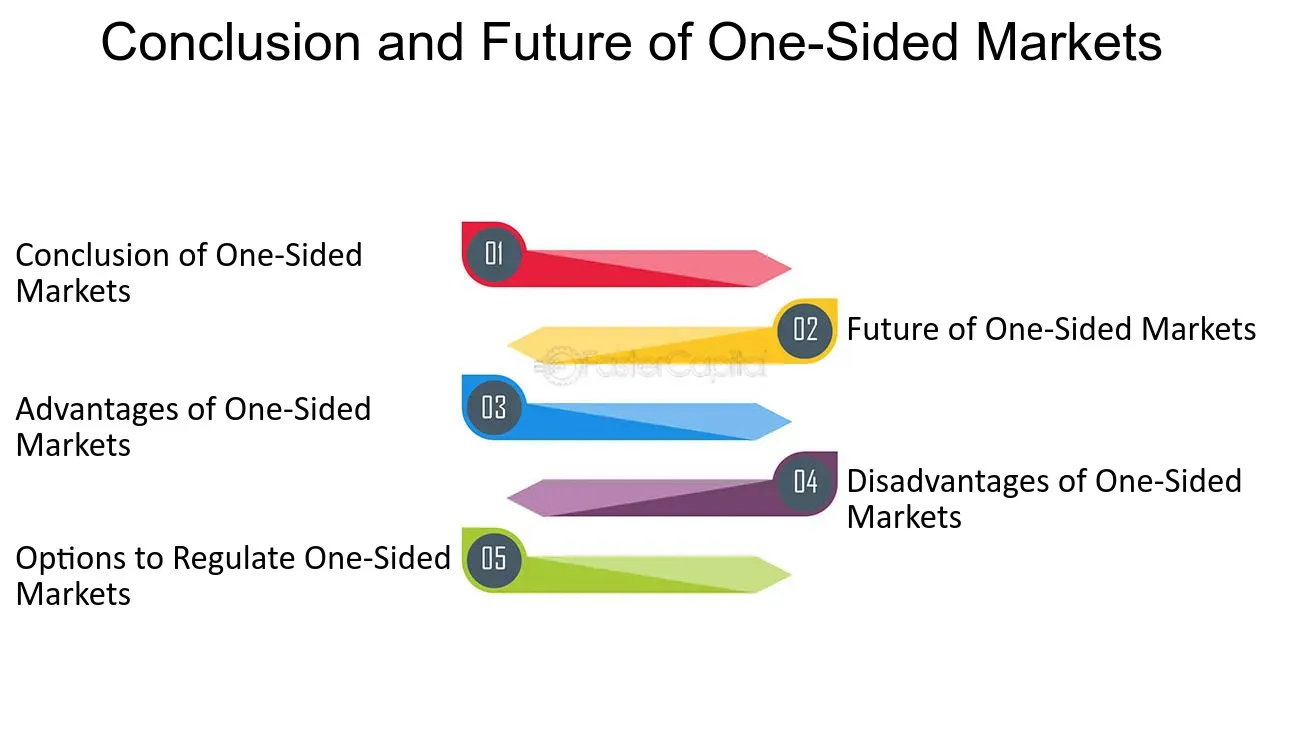 Conclusion and Future of One-Sided Markets
01
Conclusion of One-Sided
Markets
02
Future of One-Sided Markets
FasterCapital
03
Advantages of One-Sided
Markets
04
Disadvantages of One-Sided
Markets
05
Options to Regulate One-Sided
Markets